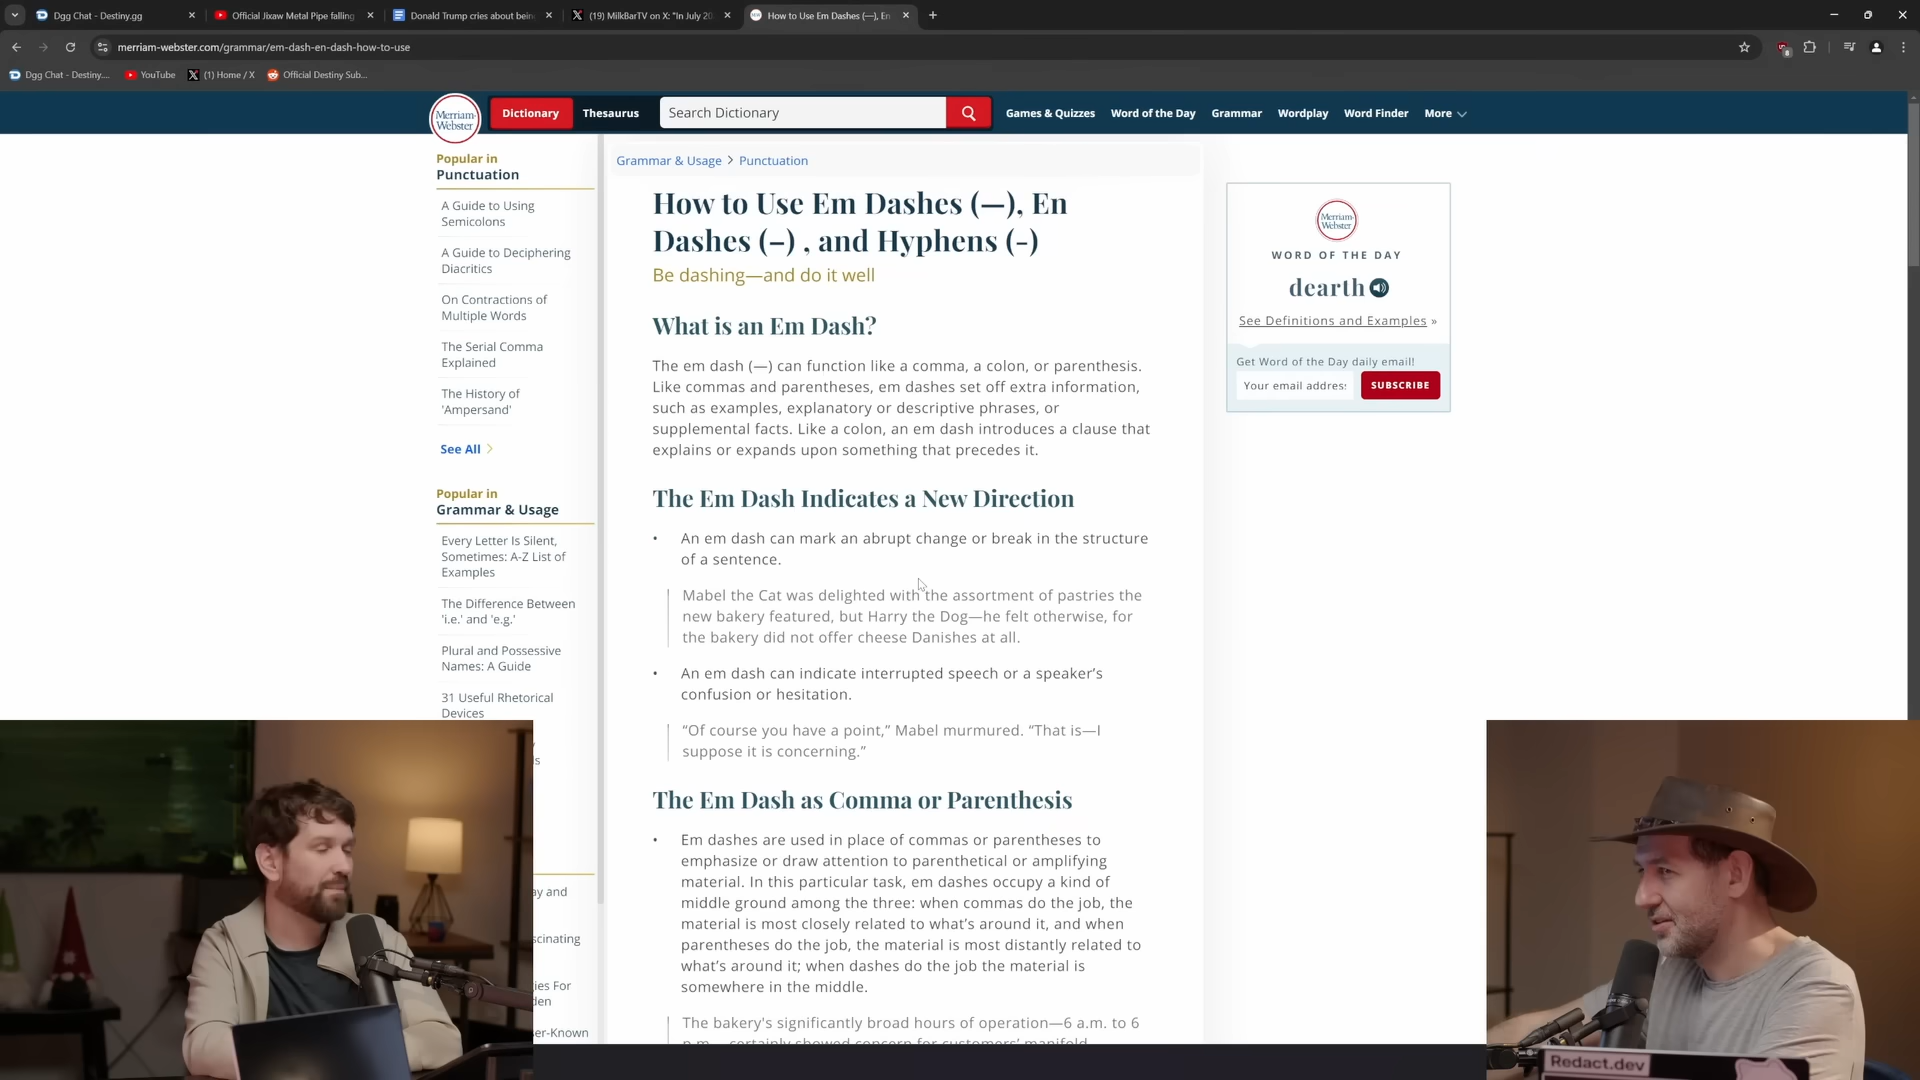 Dgg Chat - Destiny.gg
Official Jixaw Metal Pipe falling
Donald Trump cries about bein
(19) MilkBarTV on X: "In July 20
How to Use Em Dashes (—), En
merriam-webster.com/grammar/em-dash-en-dash-how-to-use
Dgg Chat - Destiny....
YouTube
(1) Home / X
Official Destiny Sub...
Merriam-
Webster
Dictionary
Thesaurus
Search Dictionary
Games & Quizzes
Word of the Day
Grammar
Wordplay
Word Finder
More
Popular in
Punctuation
A Guide to Using
Semicolons
A Guide to Deciphering
Diacritics
On Contractions of
Multiple Words
The Serial Comma
Explained
The History of
'Ampersand'
See All
Popular in
Grammar & Usage
Every Letter Is Silent,
Sometimes: A-Z List of
Examples
The Difference Between
'i.e.' and 'e.g.'
Plural and Possessive
Names: A Guide
31 Useful Rhetorical
Devices
ay and
scinating
ies For
den
ser-Known
Grammar & Usage > Punctuation
How to Use Em Dashes (—), En
Dashes (–) , and Hyphens (-)
Be dashing—and do it well
What is an Em Dash?
The em dash (—) can function like a comma, a colon, or parenthesis.
Like commas and parentheses, em dashes set off extra information,
such as examples, explanatory or descriptive phrases, or
supplemental facts. Like a colon, an em dash introduces a clause that
explains or expands upon something that precedes it.
The Em Dash Indicates a New Direction
• An em dash can mark an abrupt change or break in the structure
of a sentence.
Mabel the Cat was delighted with the assortment of pastries the
new bakery featured, but Harry the Dog—he felt otherwise, for
the bakery did not offer cheese Danishes at all.
• An em dash can indicate interrupted speech or a speaker’s
confusion or hesitation.
“Of course you have a point,” Mabel murmured. “That is—I
suppose it is concerning.”
The Em Dash as Comma or Parenthesis
• Em dashes are used in place of commas or parentheses to
emphasize or draw attention to parenthetical or amplifying
material. In this particular task, em dashes occupy a kind of
middle ground among the three: when commas do the job, the
material is most closely related to what’s around it, and when
parentheses do the job, the material is most distantly related to
what’s around it; when dashes do the job the material is
somewhere in the middle.
The bakery's significantly broad hours of operation—6 a.m. to 6
p.m.—certainly showed concern for customers’ manifold
Merriam-
Webster
WORD OF THE DAY
dearth
See Definitions and Examples »
Get Word of the Day daily email!
Your email address
SUBSCRIBE
Redact.dev